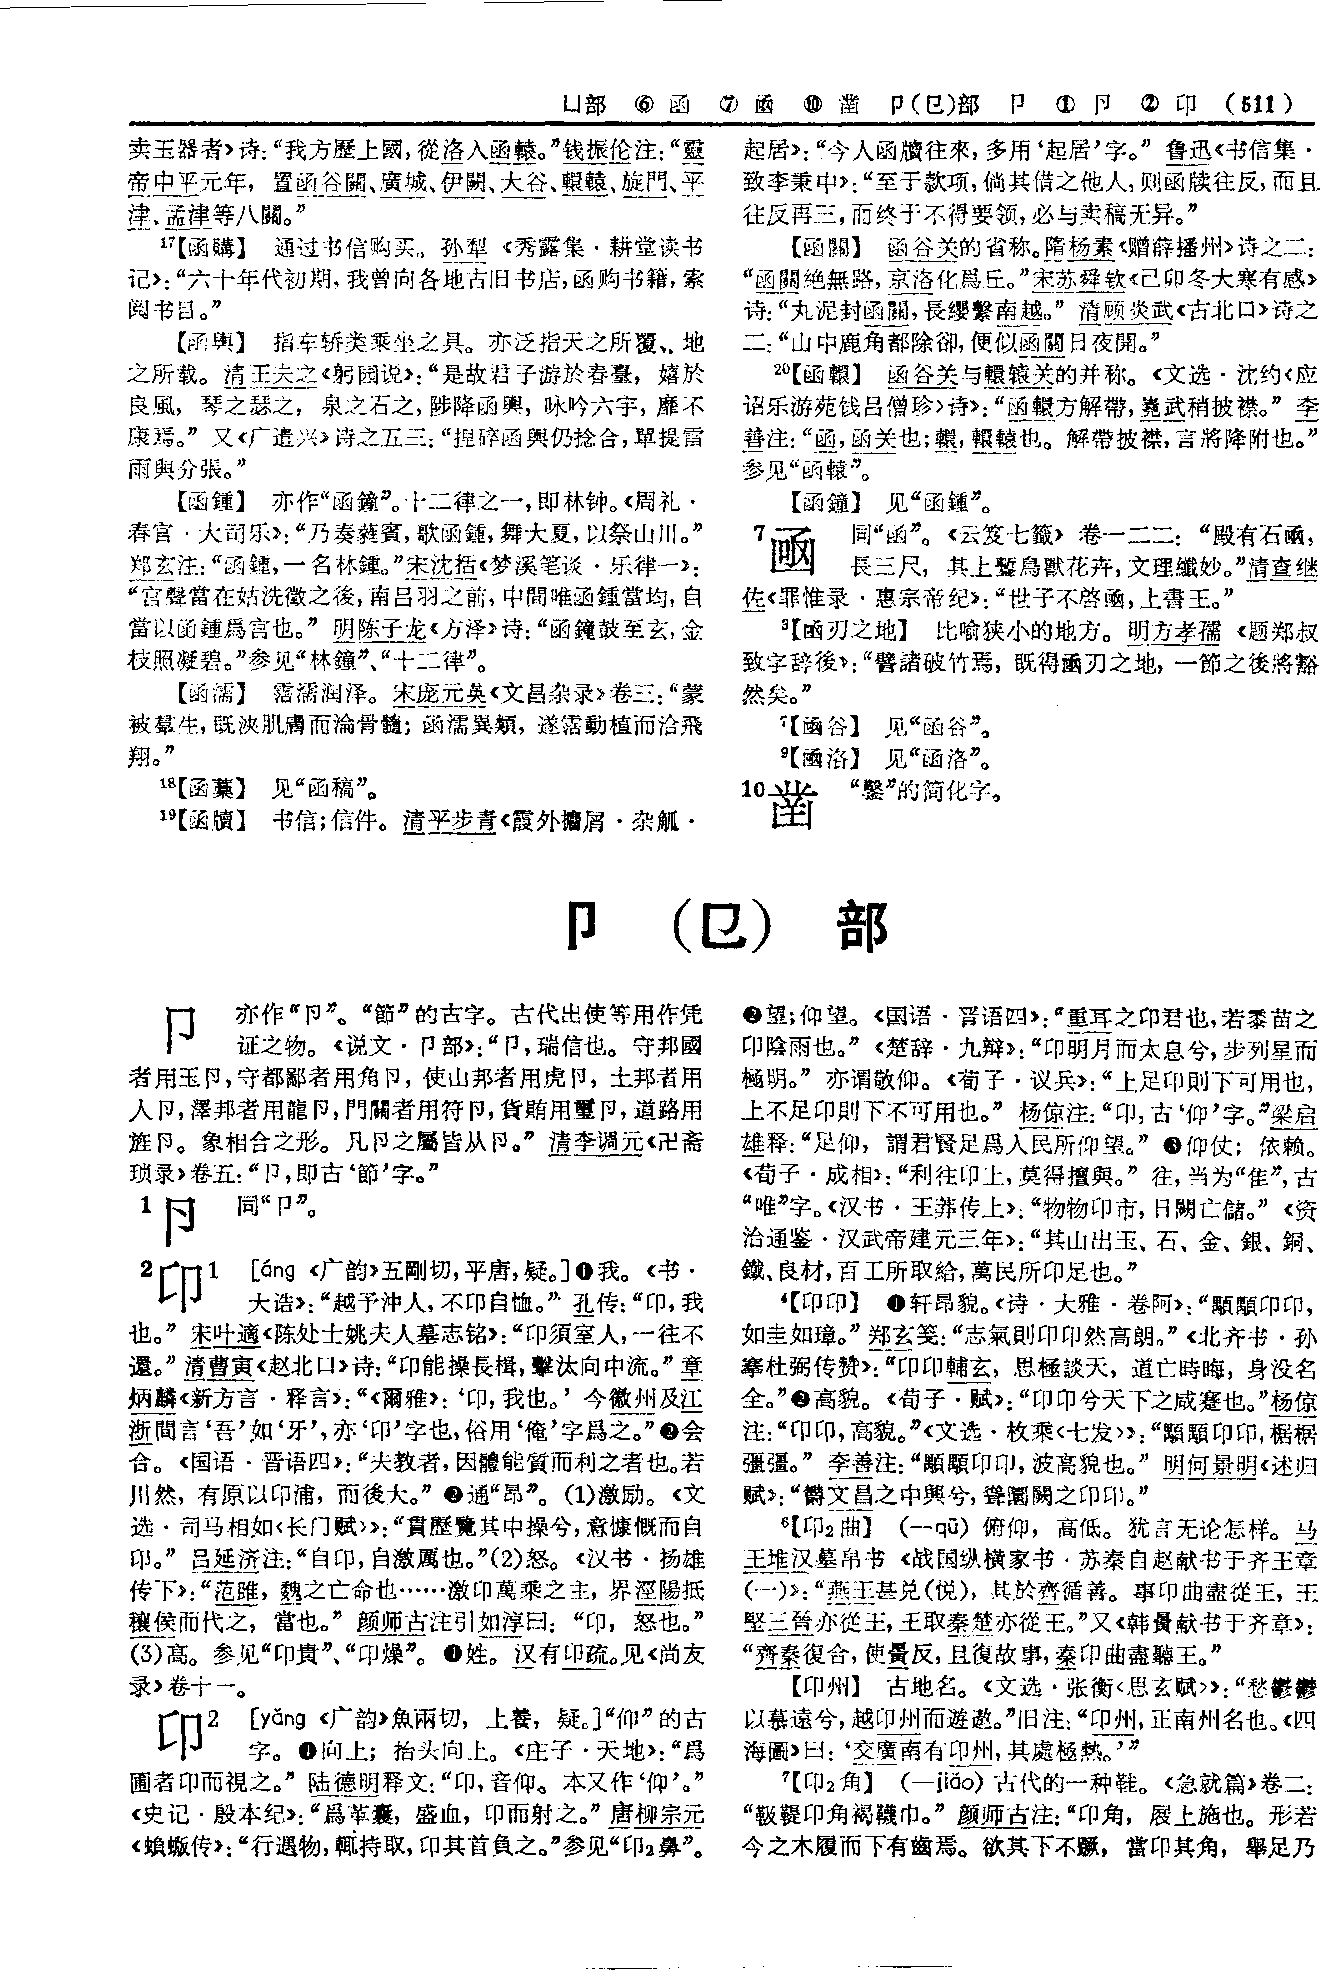 凵部 ⑥ 函 ⑦ 凾 ⑩ 凿 卩(㔾)部 卩 ① 卪 ② 卬 (511)
卖玉器者》诗:“我方歷上國,從洛入函轅。”钱振伦注:“靈
帝中平元年,置函谷關、廣城、伊闕、大谷、轘轅、旋門、平
津、孟津等八關。”
17【函購】 通过书信购买。孙犁《秀露集·耕堂读书
记》:“六十年代初期,我曾向各地古旧书店,函购书籍,索
阅书目。”
【函輿】 指车轿类乘坐之具。亦泛指天之所覆、地
之所载。清王夫之《躬园说》:“是故君子游於春臺,嬉於
良風,琴之瑟之,泉之石之,陟降函輿,咏吟六宇,靡不
康焉。”又《广遣兴》诗之五三:“捏碎函輿仍捻合,單提雷
雨與分張。”
【函鍾】 亦作“函鐘”。十二律之一,即林钟。《周礼·
春官·大司乐》:“乃奏蕤賓,歌函鍾,舞大夏,以祭山川。”
郑玄注:“函鍾,一名林鍾。”宋沈括《梦溪笔谈·乐律一》:
“宫聲當在姑洗徵之後,南吕羽之前,中間唯函鍾當均,自
當以函鍾爲宫也。”明陈子龙《方泽》诗:“函鐘鼓至玄,金
枝照凝碧。”参见“林鐘”、“十二律”。
【函濡】 霑濡润泽。宋庞元英《文昌杂录》卷三:“蒙
被羣生,既浹肌膚而淪骨髓;函濡異類,遂霑動植而洽飛
翔。”
18【函藁】 见“函稿”。
19【函牘】 书信;信件。清平步青《霞外攟屑·杂觚·
起居》:“今人函牘往來,多用‘起居’字。”鲁迅《书信集·
致李秉中》:“至于款项,倘其借之他人,则函牍往反,而且
往反再三,而终于不得要领,必与卖稿无异。”
【函關】 函谷关的省称。隋杨素《赠薛播州》诗之二:
“函關絶無路,京洛化爲丘。”宋苏舜钦《己卯冬大寒有感》
诗:“丸泥封函關,長纓繫南越。”清顾炎武《古北口》诗之
二:“山中鹿角都除卻,便似函關日夜開。”
20【函轘】 函谷关与轘辕关的并称。《文选·沈约〈应
诏乐游苑饯吕僧珍〉诗》:“函轘方解帶,嶢武稍披襟。”李
善注:“函,函关也;轘,轘轅也。解帶披襟,言將降附也。”
参见“函轅”。
【函鐘】 见“函鍾”。
7 凾 同“函”。《云笈七籤》卷一二二:“殿有石凾,
長三尺,其上鏨鳥獸花卉,文理纖妙。”清查继
佐《罪惟录·惠宗帝纪》:“世子不啓凾,上書王。”
3【凾刃之地】 比喻狭小的地方。明方孝孺《题郑叔
致字辞後》:“譬諸破竹焉,既得凾刃之地,一節之後將豁
然矣。”
7【凾谷】 见“函谷”。
9【凾洛】 见“函洛”。
10 凿 “鑿”的简化字。
卩 (㔾) 部
卩 亦作“卪”。“節”的古字。古代出使等用作凭
证之物。《说文·卩部》:“卪,瑞信也。守邦國
者用玉卪,守都鄙者用角卪,使山邦者用虎卪,土邦者用
人卪,澤邦者用龍卪,門關者用符卪,貨賄用璽卪,道路用
旌卪。象相合之形。凡卪之屬皆从卪。”清李调元《卍斋
琐录》卷五:“卩,即古‘節’字。”
1 卪 同“卩”。
2 卬1 [áng 《广韵》五剛切,平唐,疑。]❶我。《书·
大诰》:“越予沖人,不卬自恤。”孔传:“卬,我
也。”宋叶適《陈处士姚夫人墓志铭》:“卬須室人,一往不
還。”清曹寅《赵北口》诗:“卬能操長楫,擊汰向中流。”章
炳麟《新方言·释言》:“《爾雅》:‘卬,我也。’今徽州及江
浙間言‘吾’如‘牙’,亦‘卬’字也,俗用‘俺’字爲之。”❷会
合。《国语·晋语四》:“夫教者,因體能質而利之者也。若
川然,有原以卬浦,而後大。”❸通“昂”。(1)激励。《文
选·司马相如〈长门赋〉》:“貫歷覽其中操兮,意慷慨而自
卬。”吕延济注:“自卬,自激厲也。”(2)怒。《汉书·扬雄
传下》:“范雎,魏之亡命也……激卬萬乘之主,界涇陽抵
穰侯而代之,當也。”颜师古注引如淳曰:“卬,怒也。”
(3)高。参见“卬貴”、“卬燥”。❹姓。汉有卬疏。见《尚友
录》卷十一。
卬2 [yǎng 《广韵》魚兩切,上養,疑。]“仰”的古
字。❶向上;抬头向上。《庄子·天地》:“爲
圃者卬而視之。”陆德明释文:“卬,音仰。本又作‘仰’。”
《史记·殷本纪》:“爲革囊,盛血,卬而射之。”唐柳宗元
《蝜蝂传》:“行遇物,輒持取,卬其首負之。”参见“卬2鼻”。
❷望;仰望。《国语·晋语四》:“重耳之卬君也,若黍苗之
卬陰雨也。”《楚辞·九辩》:“卬明月而太息兮,步列星而
極明。”亦谓敬仰。《荀子·议兵》:“上足卬則下可用也,
上不足卬則下不可用也。”杨倞注:“卬,古‘仰’字。”梁启
雄释:“足仰,謂君賢足爲人民所仰望。”❸仰仗;依赖。
《荀子·成相》:“利往卬上,莫得擅與。”往,当为“隹”,古
“唯”字。《汉书·王莽传上》:“物物卬市,日闕亡儲。”《资
治通鉴·汉武帝建元三年》:“其山出玉、石、金、銀、銅、
鐵、良材,百工所取給,萬民所卬足也。”
4【卬卬】 ❶轩昂貌。《诗·大雅·卷阿》:“顒顒卬卬,
如圭如璋。”郑玄笺:“志氣則卬卬然高朗。”《北齐书·孙
搴杜弼传赞》:“卬卬輔玄,思極談天,道亡時晦,身没名
全。”❷高貌。《荀子·赋》:“卬卬兮天下之咸蹇也。”杨倞
注:“卬卬,高貌。”《文选·枚乘〈七发〉》:“顒顒卬卬,椐椐
彊彊。”李善注:“顒顒卬卬,波高貌也。”明何景明《述归
赋》:“欝文昌之中興兮,聳闓闕之卬卬。”
6【卬2曲】 (—qū) 俯仰,高低。犹言无论怎样。马
王堆汉墓帛书《战国纵横家书·苏秦自赵献书于齐王章
(一)》:“燕王甚兑(悦),其於齊循善。事卬曲盡從王,王
堅三晉亦從王,王取秦楚亦從王。”又《韩㝟献书于齐章》:
“齊秦復合,使㝟反,且復故事,秦卬曲盡聽王。”
【卬州】 古地名。《文选·张衡〈思玄赋〉》:“愁鬱鬱
以慕遠兮,越卬州而遊遨。”旧注:“卬州,正南州名也。《四
海圖》曰:‘交廣南有卬州,其處極熱。’”
7【卬2角】 (—jiǎo) 古代的一种鞋。《急就篇》卷二:
“靸鞮卬角褐韤巾。”颜师古注:“卬角,屐上施也。形若
今之木履而下有齒焉。欲其下不蹶,當卬其角,舉足乃